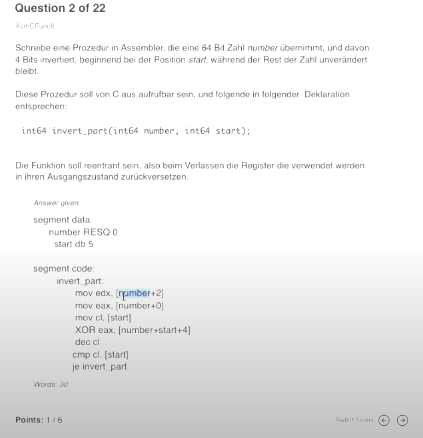 Question 2 of 22
AsmCFunc6
Schreibe eine Prozedur in Assembler, die eine 64 Bit Zahl number übernimmt, und davon
4 Bits invertiert, beginnend bei der Position start, während der Rest der Zahl unverändert
bleibt.
Diese Prozedur soll von C aus aufrufbar sein, und folgende in folgender Deklaration
entsprechen:
int64 invert_part(int64 number, int64 start);
Die Funktion soll reentrant sein, also beim Verlassen die Register die verwendet werden
in ihren Ausgangszustand zurückversetzen.
Answer given:
segment data
number RESQ 0
start db 5
segment code:
invert_part:
mov edx, [number+2]
mov eax, [number+0]
mov cl, [start]
XOR eax, [number+start+4]
dec cl
cmp cl, [start]
je invert_part
Words: 30
Points: 1 / 6
Switch Users